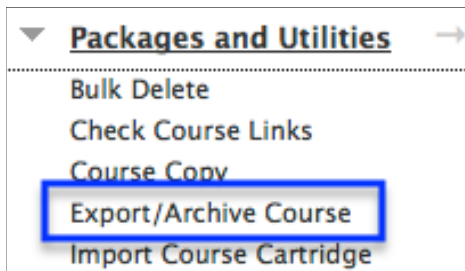 Packages and Utilities
Bulk Delete
Check Course Links
Course Copy
Export/Archive Course
Import Course Cartridge